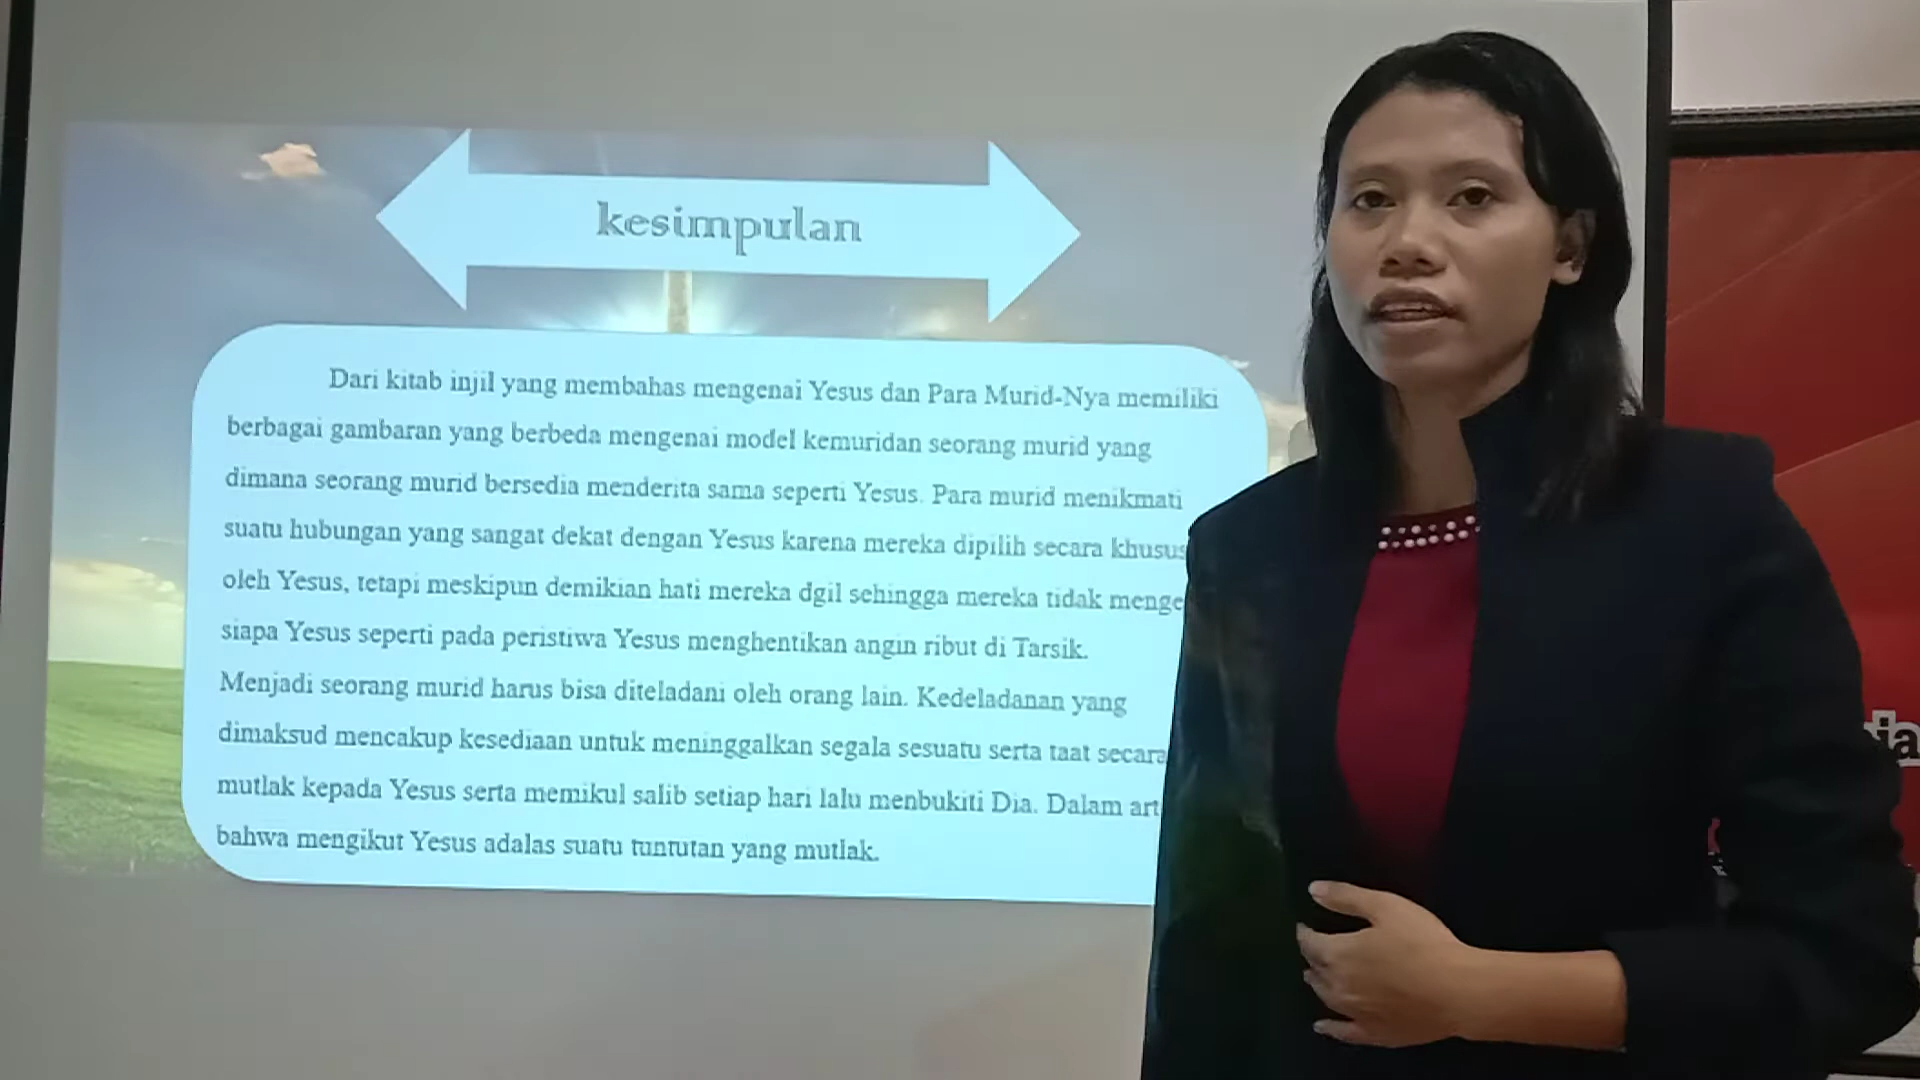 kesimpulan
Dari kitab injil yang membahas mengenai Yesus dan Para Murid-Nya memiliki
berbagai gambaran yang berbeda mengenai model kemuridan seorang murid yang
dimana seorang murid bersedia menderita sama seperti Yesus. Para murid menikmati
suatu hubungan yang sangat dekat dengan Yesus karena mereka dipilih secara khusus
oleh Yesus, tetapi meskipun demikian hati mereka dgil sehingga mereka tidak
siapa Yesus seperti pada peristiwa Yesus menghentikan angin ribut di Tarsik.
Menjadi seorang murid harus bisa diteladani oleh orang lain. Kedeladanan yang
dimaksud mencakup kesediaan untuk meninggalkan segala sesuatu serta taat secara
mutlak kepada Yesus serta memikul salib setiap hari lalu menbukiti Dia. Dalam
bahwa mengikut Yesus adalas suatu tuntutan yang mutlak.